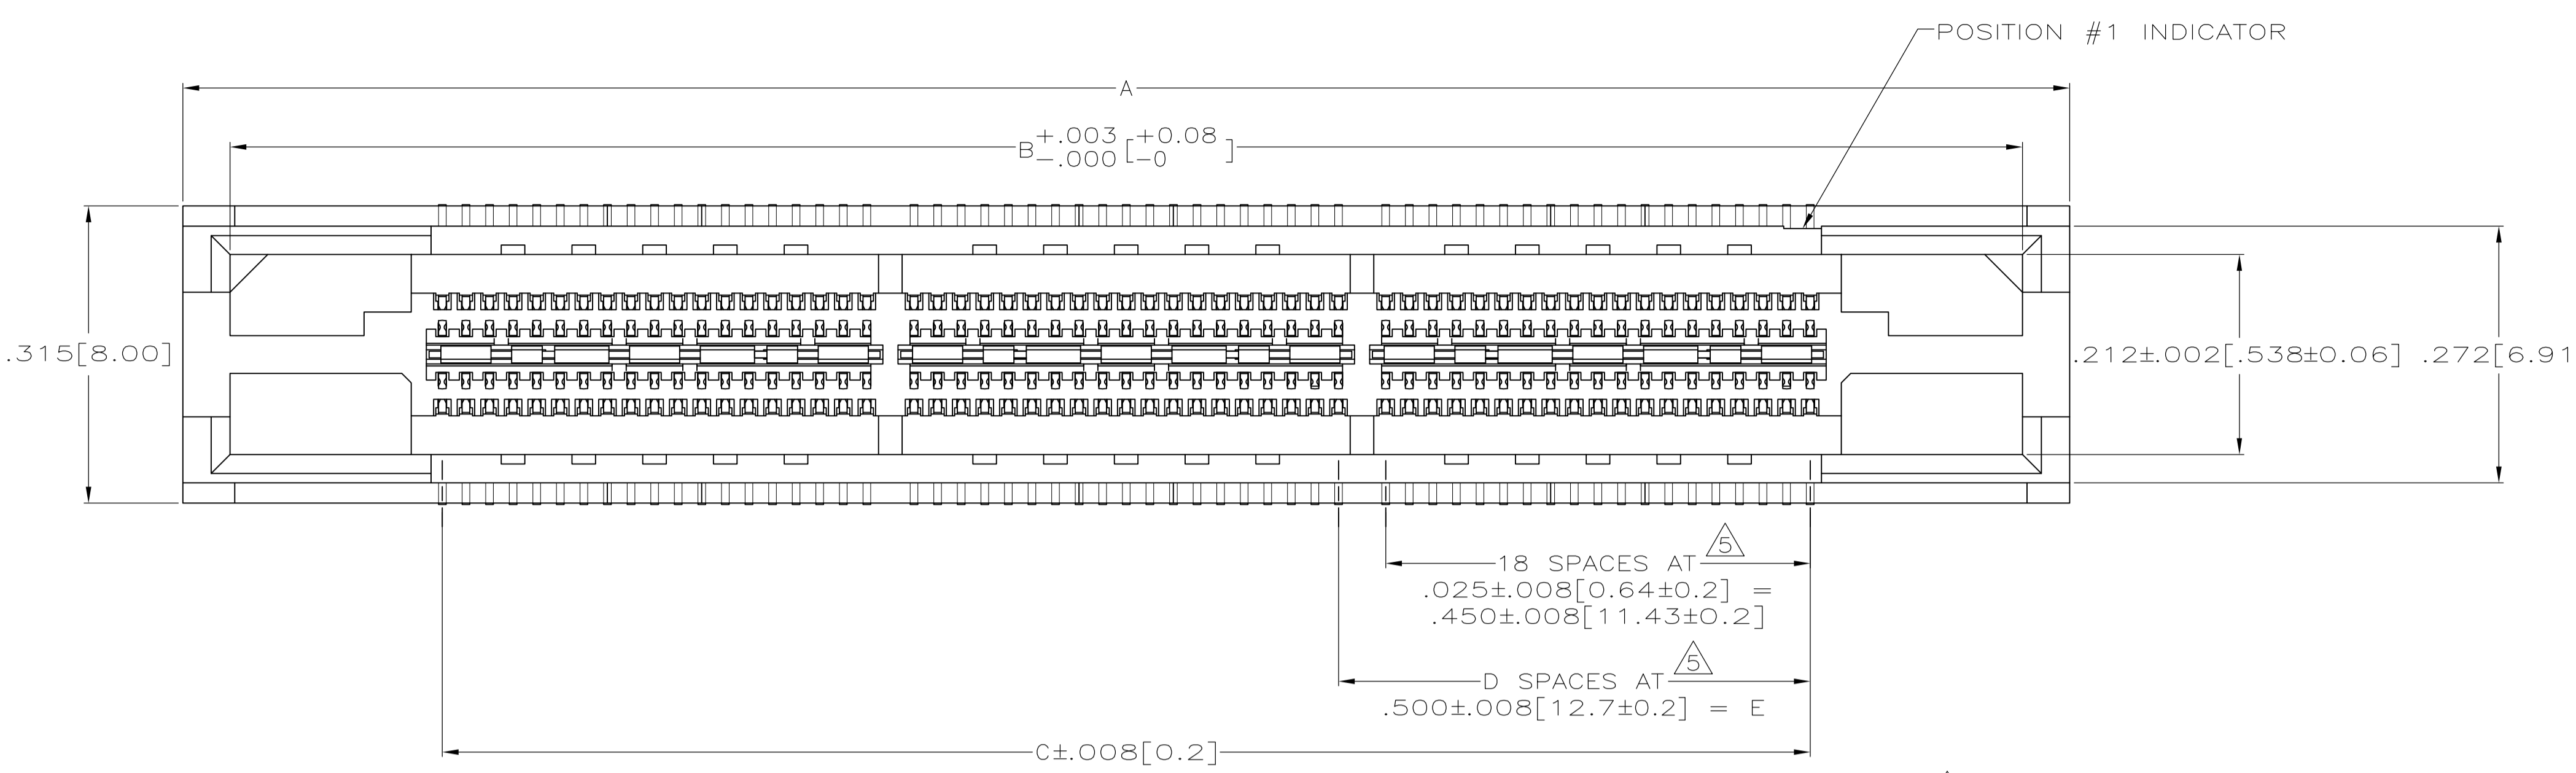 POSITION #1 INDICATOR
A
B +.003 [+0.08
-.000 [-0 ]
.315[8.00]
.212±.002[.538±0.06]
.272[6.91
18 SPACES AT 5
.025±.008[0.64±0.2] =
.450±.008[11.43±0.2]
D SPACES AT 5
.500±.008[12.7±0.2] = E
C±.008[0.2]